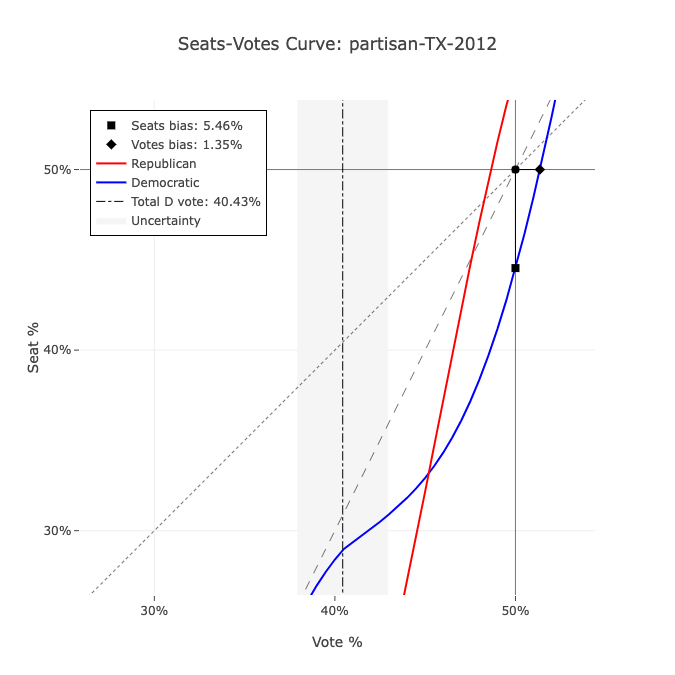 Seats-Votes Curve: partisan-TX-2012
Seats bias: 5.46%
Votes bias: 1.35%
Republican
Democratic
Total D vote: 40.43%
Uncertainty
50%
40%
30%
Seat %
30%
40%
50%
Vote %